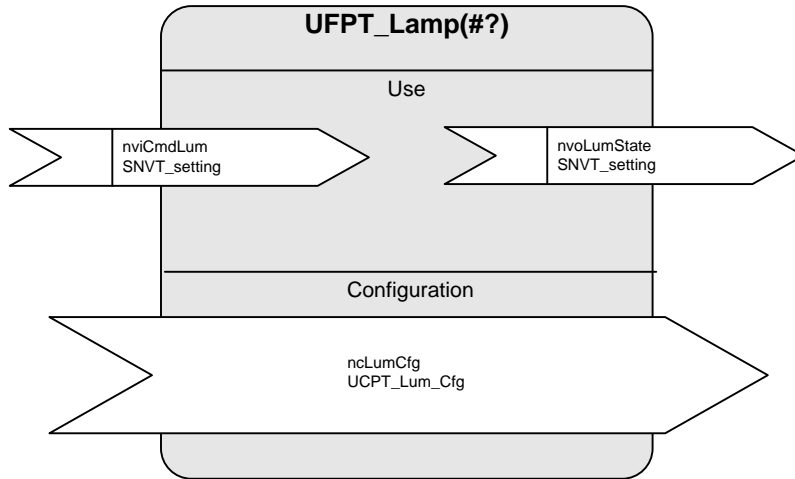 UFPT_Lamp(#?)
Use
nviCmdLum
SNVT_setting
nvoLumState
SNVT_setting
Configuration
ncLumCfg
UCPT_Lum_Cfg